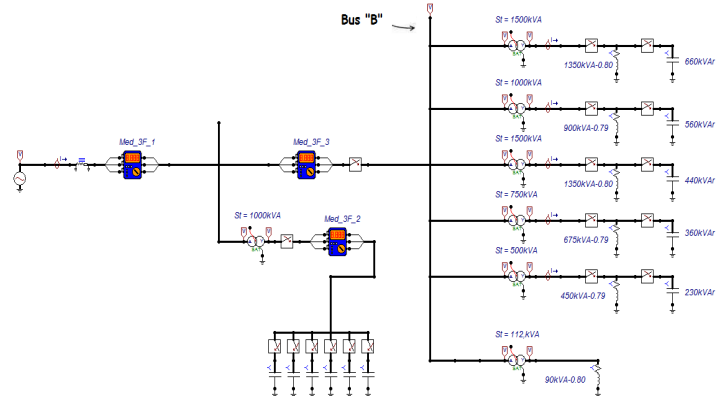 Bus "B"
St = 1500kVA
1350kVA-0.80
660kVAr
St = 1000kVA
900kVA-0.79
560kVAr
Med_3F_1
Med_3F_3
St = 1500kVA
1350kVA-0.80
440kVAr
St = 750kVA
675kVA-0.79
360kVAr
St = 1000kVA
Med_3F_2
St = 500kVA
450kVA-0.79
230kVAr
St = 112,kVA
90kVA-0.80